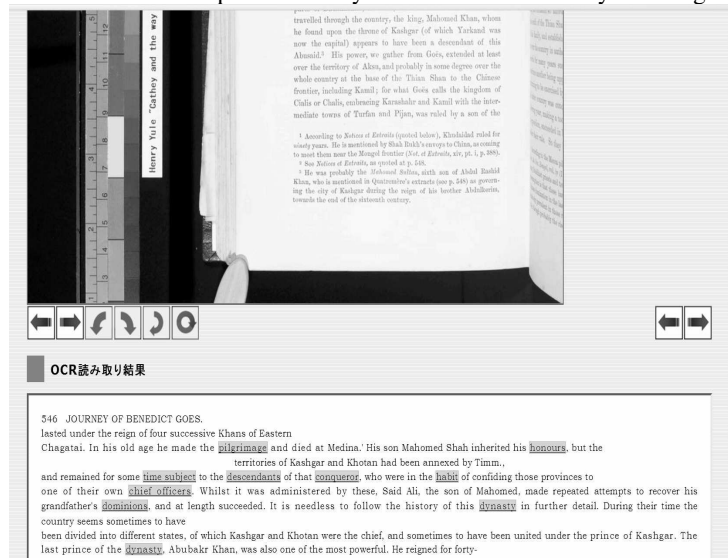 travelled through the country, the king, Mahomed Khan, whom
he found upon the throne of Kashgar (of which Yarkand was
now the capital) appears to have been a descendant of this
Abusaid.² His power, we gather from Goës, extended at least
over the territory of Aksu, and probably in some degree over the
whole country at the base of the Thian Shan to the Chinese
frontier, including Kamil; for what Goës calls the kingdom of
Cialis or Chalis, embracing Karashahr and Kamil with the inter-
mediate towns of Turfan and Pijan, was ruled by a son of the
¹ According to Notices et Extraits (quoted below), Khudaidad ruled for
ninety years. He is mentioned by Shah Rukh's envoys to China, as coming
to meet them near the Mongol frontier (Not. et Extraits, xiv, pt. i, p. 388).
² See Notices et Extraits, as quoted at p. 548.
³ He was probably the Mahomed Sultan, sixth son of Abdul Rashid
Khan, who is mentioned in Quatremère's extracts (see p. 548) as govern-
ing the city of Kashgar during the reign of his brother Abdulkerim,
towards the end of the sixteenth century.
Henry Yule "Cathey and the way
OCR読み取り結果
546 JOURNEY OF BENEDICT GOES.
lasted under the reign of four successive Khans of Eastern
Chagatai. In his old age he made the pilgrimage and died at Medina.' His son Mahomed Shah inherited his honours, but the
territories of Kashgar and Khotan had been annexed by Timm.,
and remained for some time subject to the descendants of that conqueror, who were in the habit of confiding those provinces to
one of their own chief officers. Whilst it was administered by these, Said Ali, the son of Mahomed, made repeated attempts to recover his
grandfather's dominions, and at length succeeded. It is needless to follow the history of this dynasty in further detail. During their time the
country seems sometimes to have
been divided into different states, of which Kashgar and Khotan were the chief, and sometimes to have been united under the prince of Kashgar. The
last prince of the dynasty, Abubakr Khan, was also one of the most powerful. He reigned for forty-